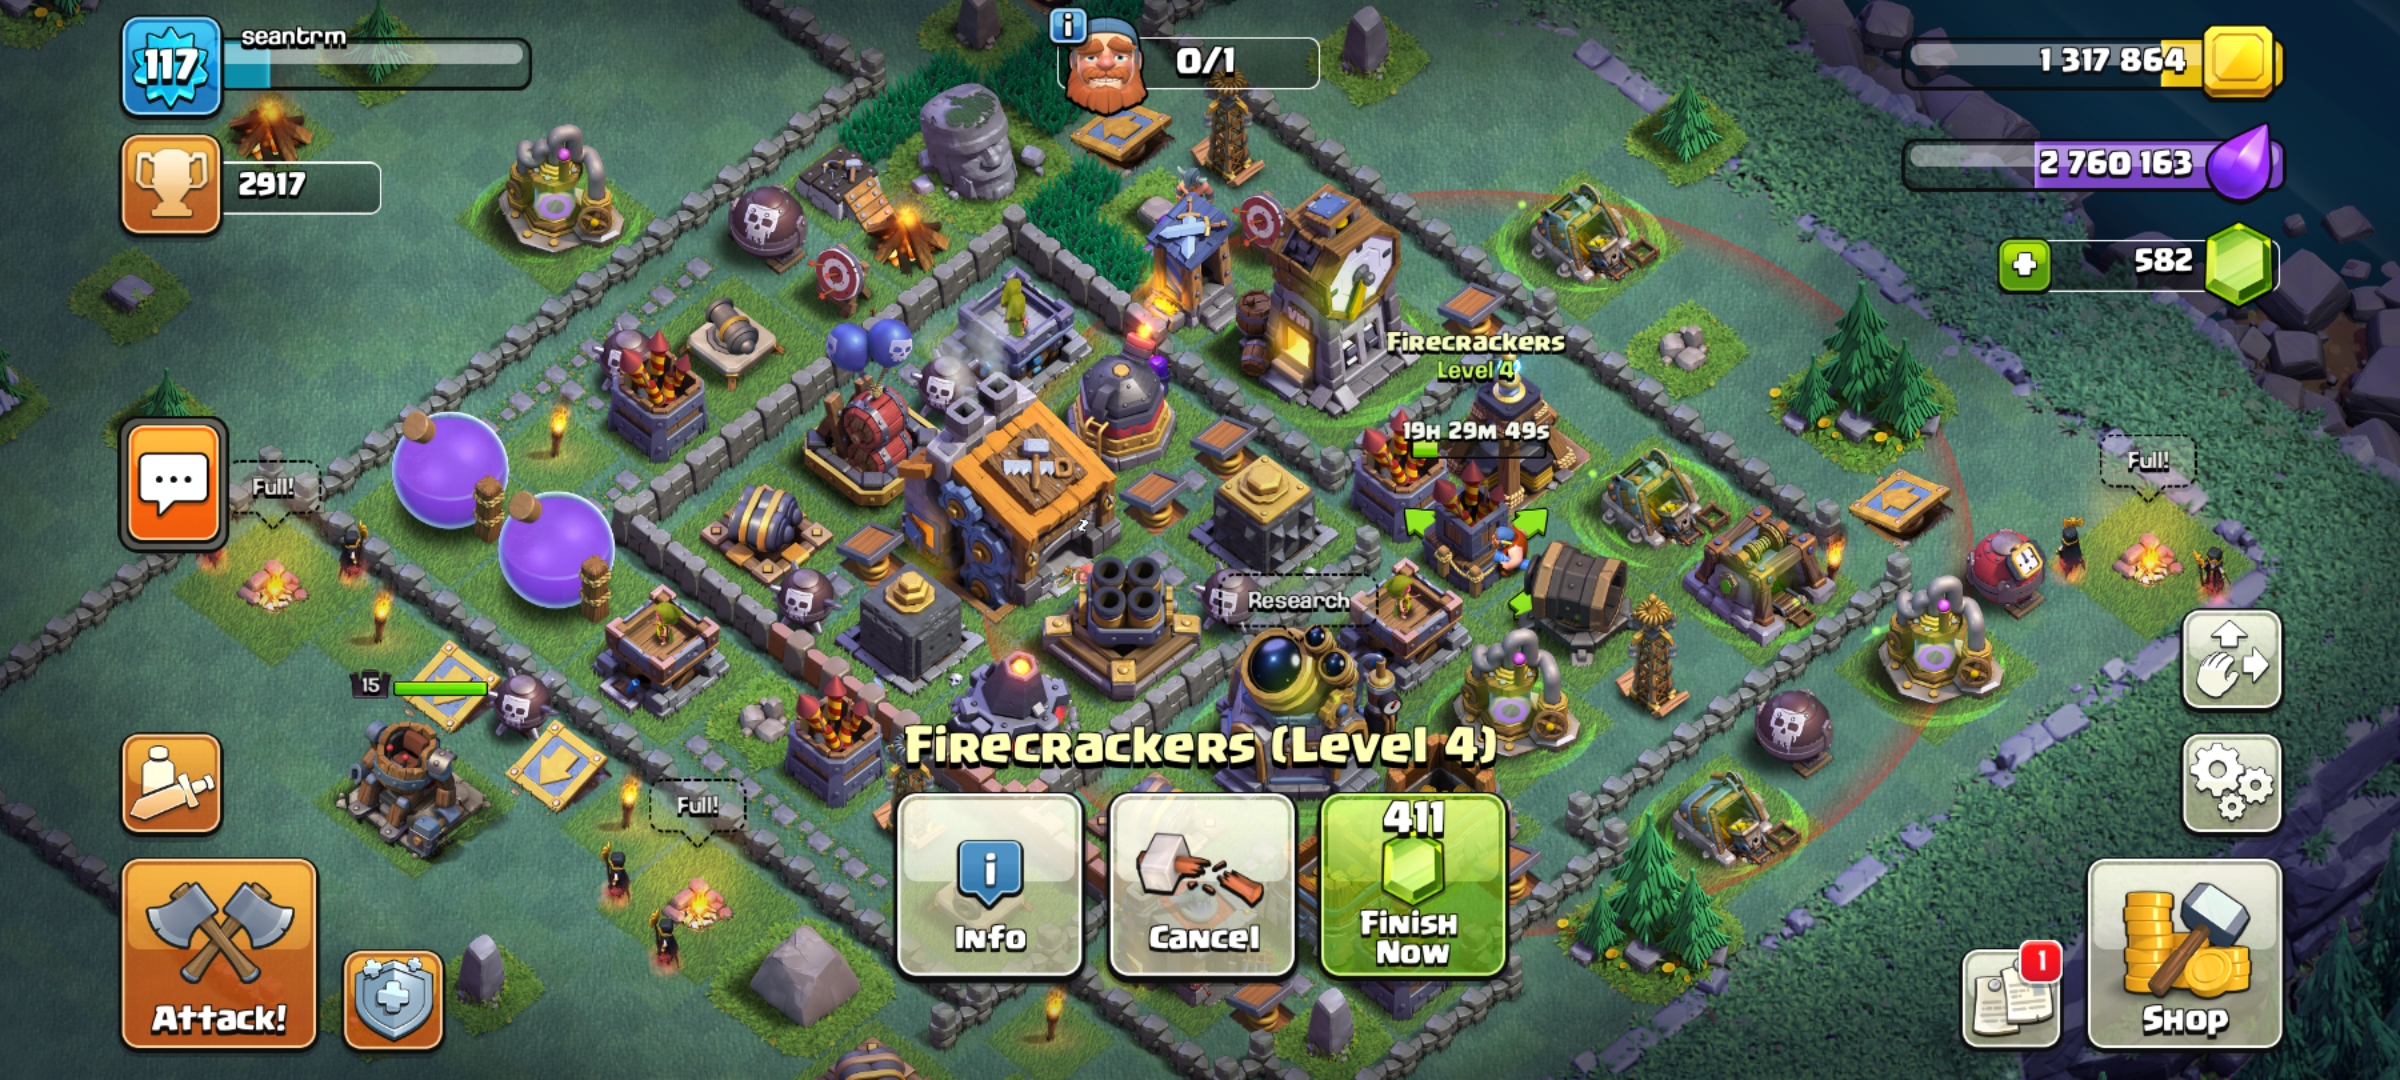 117
seantrm
0/1
1 317 864
2917
2 760 163
582
Firecrackers
Level 4
19H 29M 49s
Full!
Full!
Research
15
Full!
Firecrackers (Level 4)
Info
Cancel
411
Finish
Now
Attack!
1
Shop